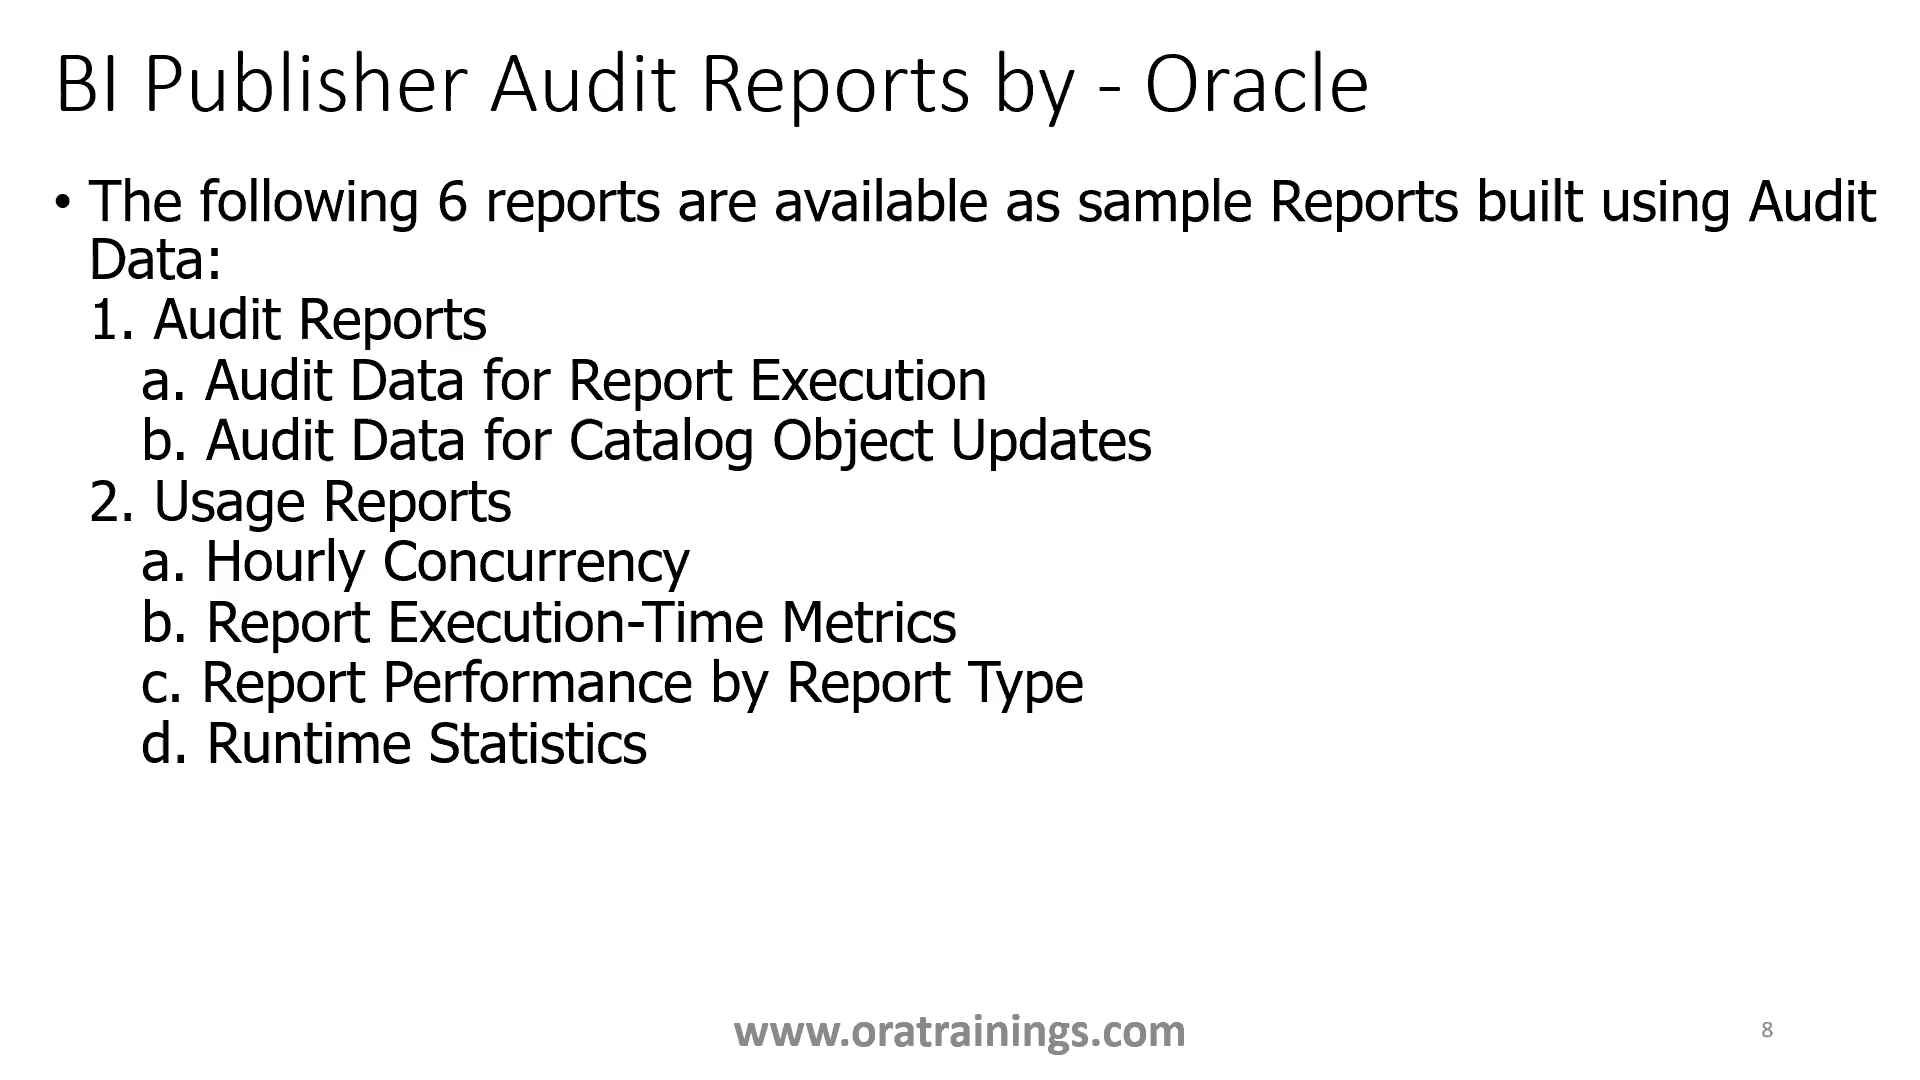 BI Publisher Audit Reports by - Oracle
• The following 6 reports are available as sample Reports built using Audit
Data:
1. Audit Reports
a. Audit Data for Report Execution
b. Audit Data for Catalog Object Updates
2. Usage Reports
a. Hourly Concurrency
b. Report Execution-Time Metrics
c. Report Performance by Report Type
d. Runtime Statistics
www.oratrainings.com
8